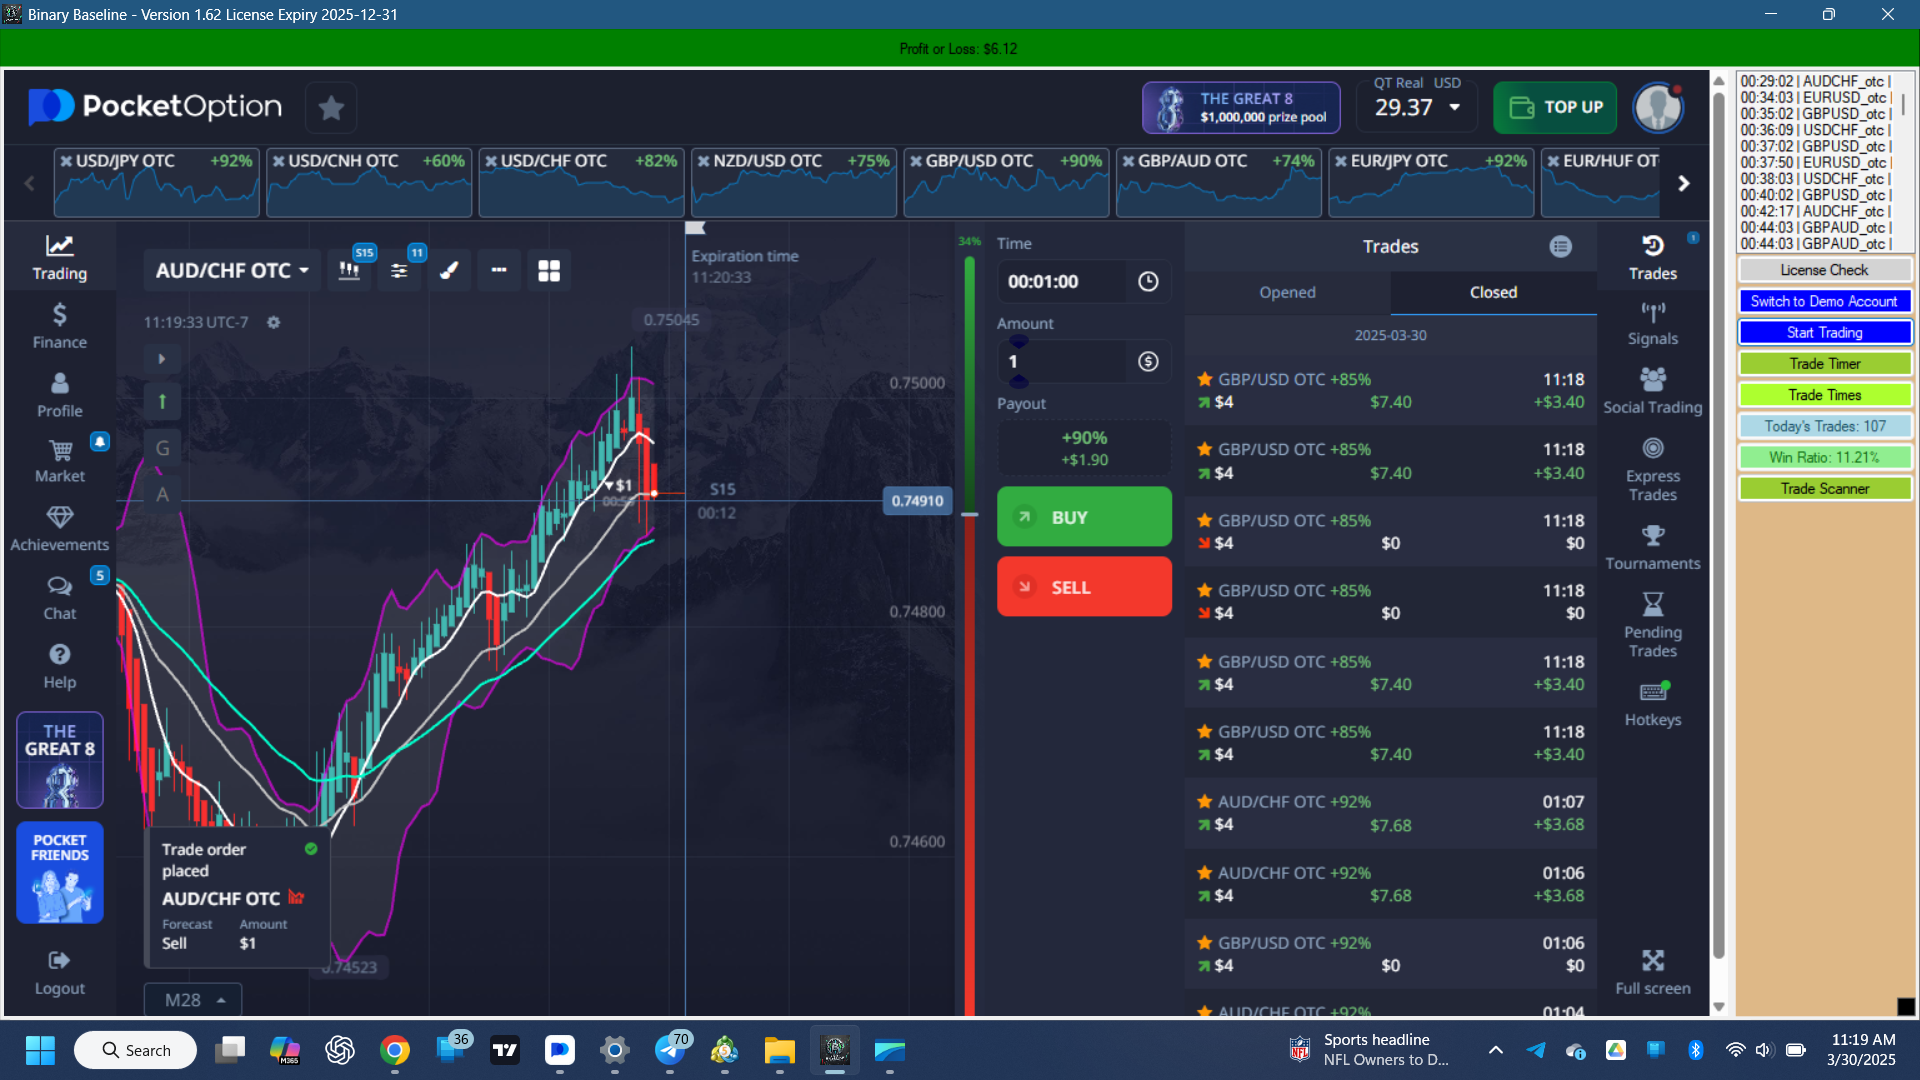 Binary Baseline - Version 1.62 License Expiry 2025-12-31
Profit or Loss: $6.12
PocketOption
THE GREAT 8
$1,000,000 prize pool
QT Real USD
29.37
TOP UP
USD/JPY OTC +92%
USD/CNH OTC +60%
USD/CHF OTC +82%
NZD/USD OTC +75%
GBP/USD OTC +90%
GBP/AUD OTC +74%
EUR/JPY OTC +92%
EUR/HUF OT
Trading
Finance
Profile
Market
Achievements
5
Chat
Help
THE
GREAT 8
POCKET
FRIENDS
Logout
AUD/CHF OTC
S15
11
11:19:33 UTC-7
G
A
Expiration time
11:20:33
0.75045
0.75000
$1
S15
00:12
0.74910
0.74800
0.74600
0.74523
Trade order
placed
AUD/CHF OTC
Forecast Amount
Sell $1
M28
34%
Time
00:01:00
Amount
1
$
Payout
+90%
+$1.90
BUY
SELL
Trades
Opened
Closed
2025-03-30
GBP/USD OTC +85% 11:18
$4 $7.40 +$3.40
GBP/USD OTC +85% 11:18
$4 $7.40 +$3.40
GBP/USD OTC +85% 11:18
$4 $0 $0
GBP/USD OTC +85% 11:18
$4 $0 $0
GBP/USD OTC +85% 11:18
$4 $7.40 +$3.40
GBP/USD OTC +85% 11:18
$4 $7.40 +$3.40
AUD/CHF OTC +92% 01:07
$4 $7.68 +$3.68
AUD/CHF OTC +92% 01:06
$4 $7.68 +$3.68
GBP/USD OTC +92% 01:06
$4 $0 $0
AUD/CHF OTC +92% 01:04
1
Trades
Signals
Social Trading
Express
Trades
Tournaments
Pending
Trades
Hotkeys
Full screen
00:29:02 | AUDCHF_otc |
00:34:03 | EURUSD_otc |
00:35:02 | GBPUSD_otc |
00:36:09 | USDCHF_otc |
00:37:02 | GBPUSD_otc |
00:37:50 | EURUSD_otc |
00:38:03 | USDCHF_otc |
00:40:02 | GBPUSD_otc |
00:42:17 | AUDCHF_otc |
00:44:03 | GBPAUD_otc |
00:44:03 | GBPAUD_otc |
License Check
Switch to Demo Account
Start Trading
Trade Timer
Trade Times
Today's Trades: 107
Win Ratio: 11.21%
Trade Scanner
Search
M365
36
70
NFL
Sports headline
NFL Owners to D...
11:19 AM
3/30/2025